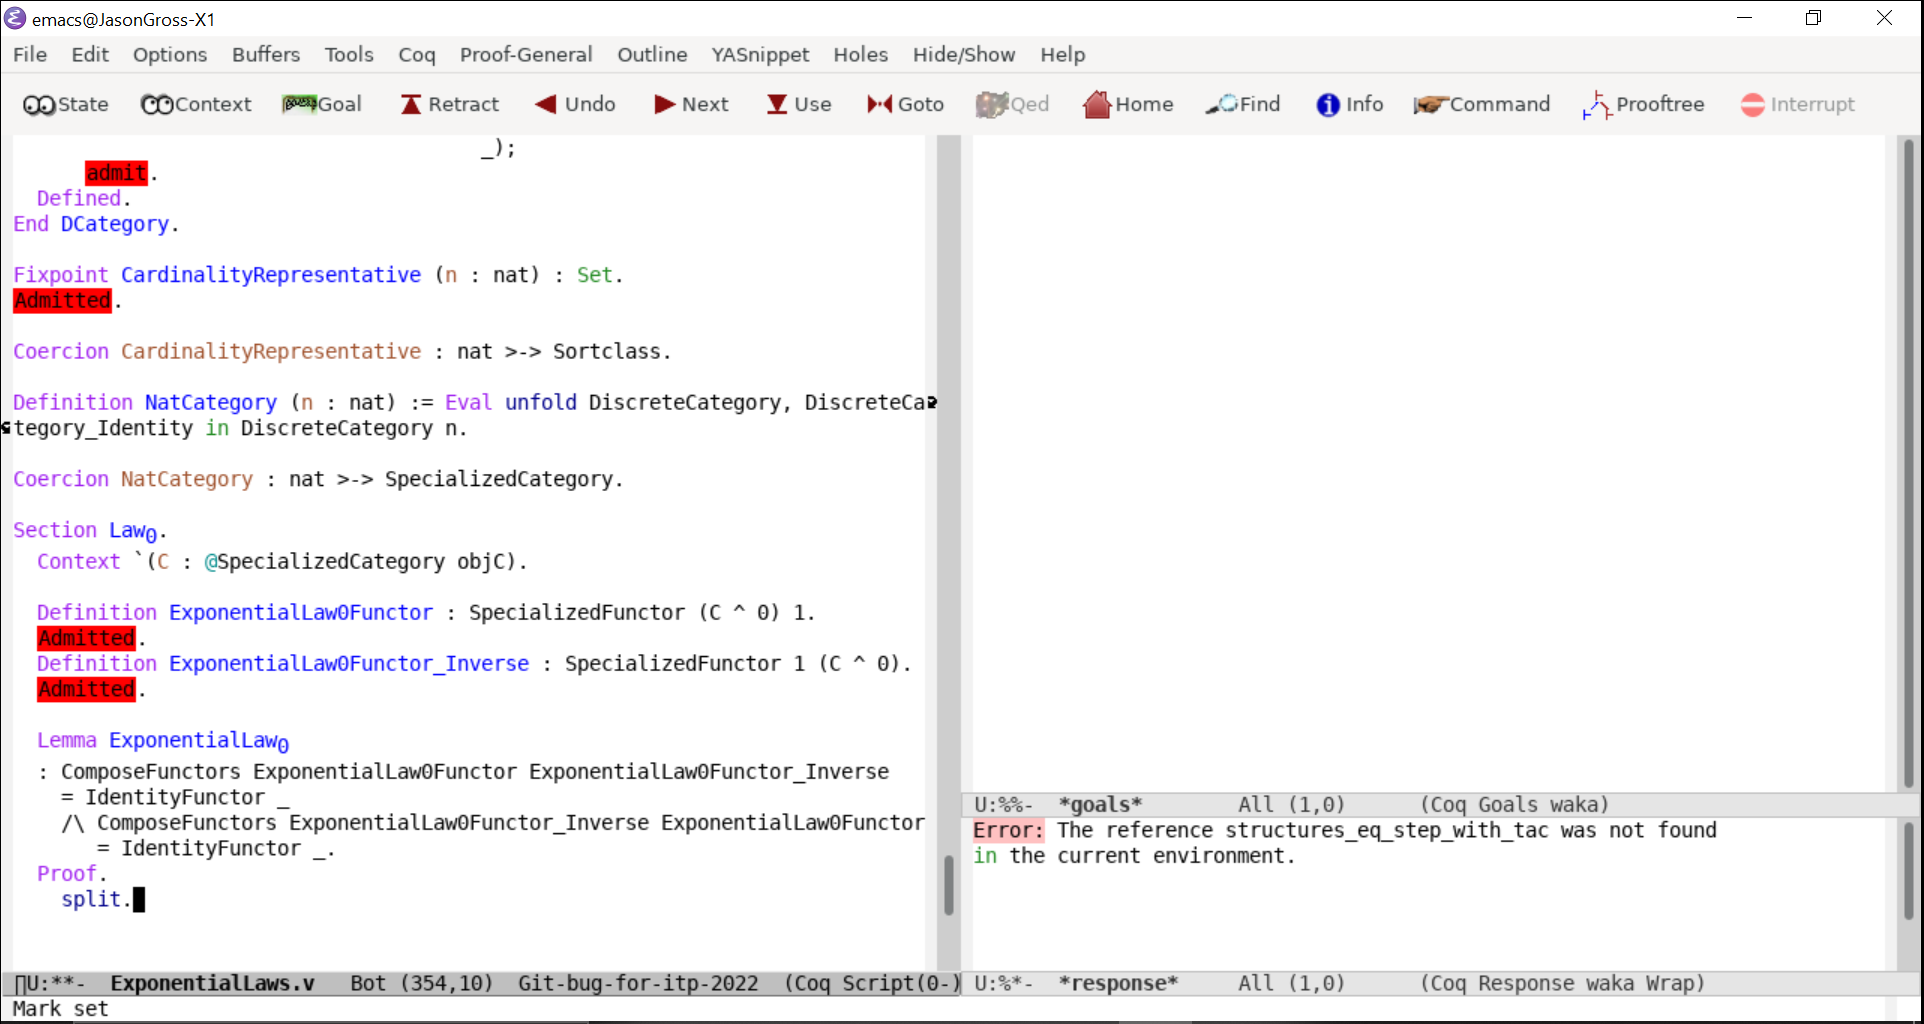 emacs@JasonGross-X1
File Edit Options Buffers Tools Coq Proof-General Outline YASnippet Holes Hide/Show Help
State Context Goal Retract Undo Next Use Goto Qed Home Find Info Command Prooftree Interrupt
_);
admit.
Defined.
End DCategory.
Fixpoint CardinalityRepresentative (n : nat) : Set.
Admitted.
Coercion CardinalityRepresentative : nat >-> Sortclass.
Definition NatCategory (n : nat) := Eval unfold DiscreteCategory, DiscreteCa
tegory_Identity in DiscreteCategory n.
Coercion NatCategory : nat >-> SpecializedCategory.
Section Law0.
Context `(C : @SpecializedCategory objC).
Definition ExponentialLaw0Functor : SpecializedFunctor (C ^ 0) 1.
Admitted.
Definition ExponentialLaw0Functor_Inverse : SpecializedFunctor 1 (C ^ 0).
Admitted.
Lemma ExponentialLaw0
: ComposeFunctors ExponentialLaw0Functor ExponentialLaw0Functor_Inverse
= IdentityFunctor _
/\ ComposeFunctors ExponentialLaw0Functor_Inverse ExponentialLaw0Functor
= IdentityFunctor _.
Proof.
split.
U:**- ExponentialLaws.v Bot (354,10) Git-bug-for-itp-2022 (Coq Script(0-)
U:%%- *goals* All (1,0) (Coq Goals waka)
Error: The reference structures_eq_step_with_tac was not found
in the current environment.
U:%*- *response* All (1,0) (Coq Response waka Wrap)
Mark set